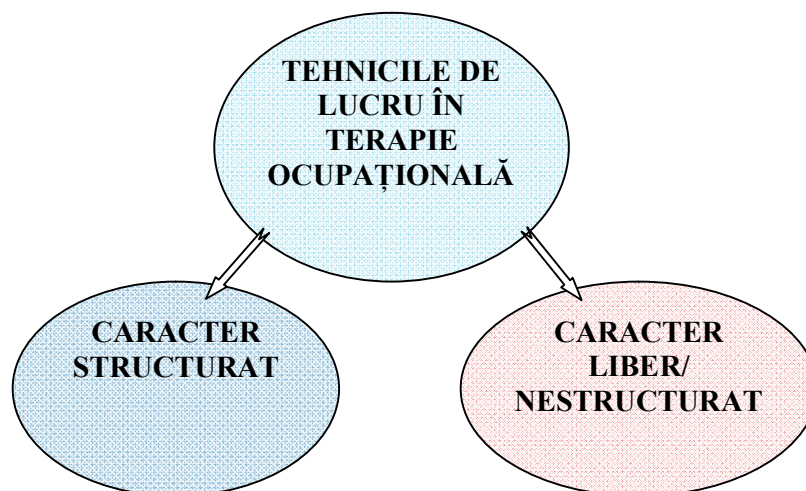 TEHNICILE DE
LUCRU ÎN
TERAPIE
OCUPAȚIONALĂ
CARACTER
STRUCTURAT
CARACTER
LIBER/
NESTRUCTURAT